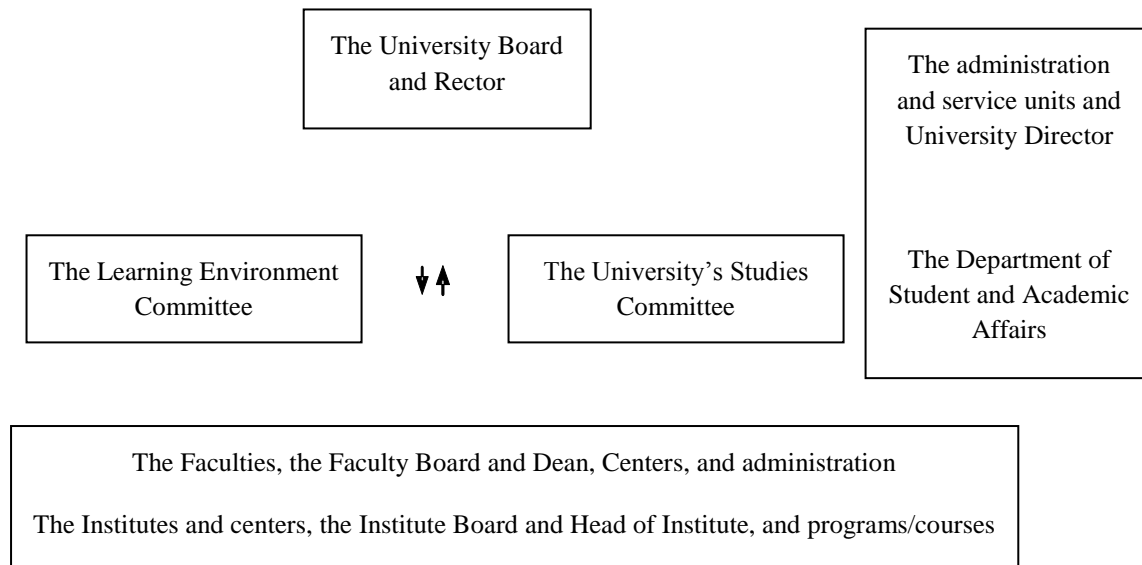 The University Board
and Rector
The administration
and service units and
University Director
The Learning Environment
Committee
The University’s Studies
Committee
The Department of
Student and Academic
Affairs
The Faculties, the Faculty Board and Dean, Centers, and administration
The Institutes and centers, the Institute Board and Head of Institute, and programs/courses